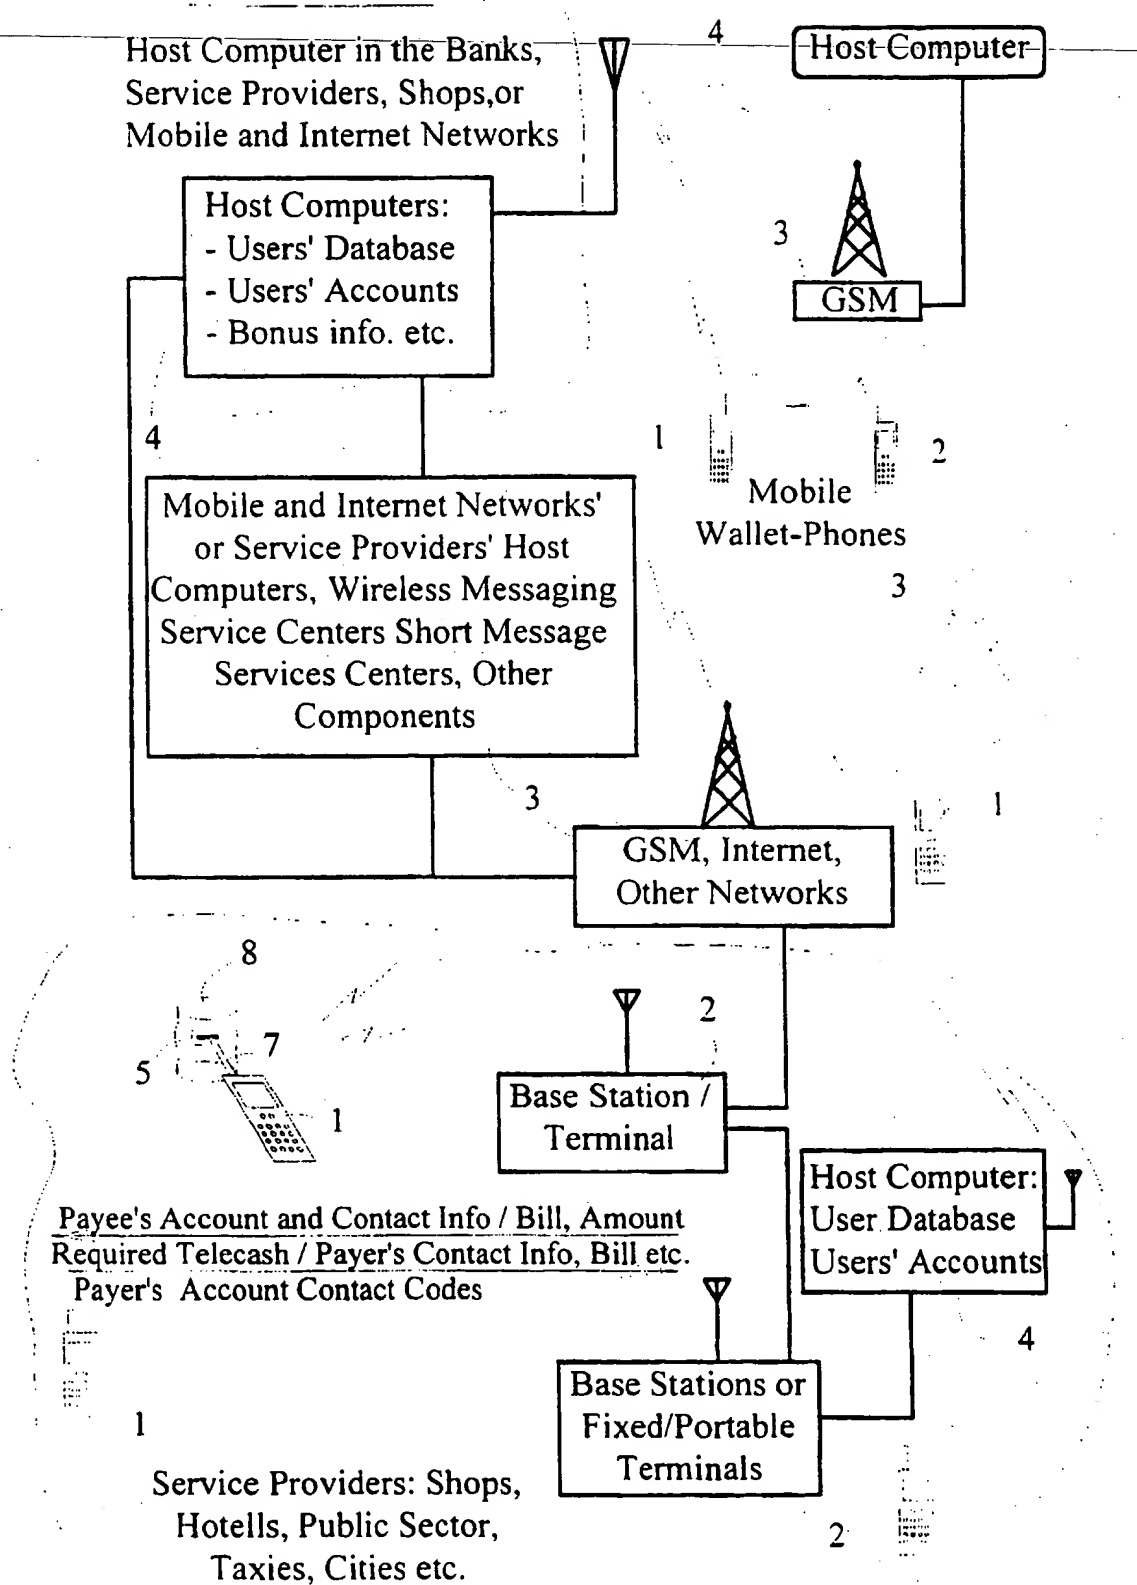 4
Host Computer
Host Computer in the Banks,
Service Providers, Shops,or
Mobile and Internet Networks
Host Computers:
- Users' Database
- Users' Accounts
- Bonus info. etc.
3
GSM
4
1
2
Mobile
Wallet-Phones
Mobile and Internet Networks'
or Service Providers' Host
Computers, Wireless Messaging
Service Centers Short Message
Services Centers, Other
Components
3
3
1
GSM, Internet,
Other Networks
8
5
7
1
2
Base Station /
Terminal
Host Computer:
User Database
Users' Accounts
Payee's Account and Contact Info / Bill, Amount
Required Telecash / Payer's Contact Info, Bill etc.
Payer's Account Contact Codes
4
Base Stations or
Fixed/Portable
Terminals
1
Service Providers: Shops,
Hotells, Public Sector,
Taxies, Cities etc.
2